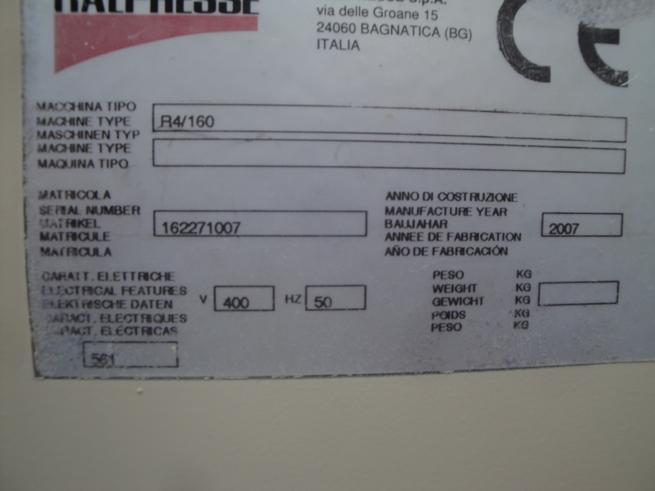 via delle Groane 15
24060 BAGNATICA (BG)
ITALIA
CE
MACCHINA TIPO
MACHINE TYPE R4/160
MASCHINEN TYP
MACHINE TYPE
MAQUINA TIPO
MATRICOLA
SERIAL NUMBER
MATRIKEL 162271007
MATRICULE
MATRICULA
ANNO DI COSTRUZIONE
MANUFACTURE YEAR
BAUJAHAR 2007
ANNEE DE FABRICATION
AÑO DE FABRICACIÓN
CARATT. ELETTRICHE
ELECTRICAL FEATURES
ELEKTRISCHE DATEN V 400 HZ 50
CARACT. ELECTRIQUES
CARACT. ELÉCTRICAS
561
PESO KG
WEIGHT KG
GEWICHT KG
POIDS KG
PESO KG